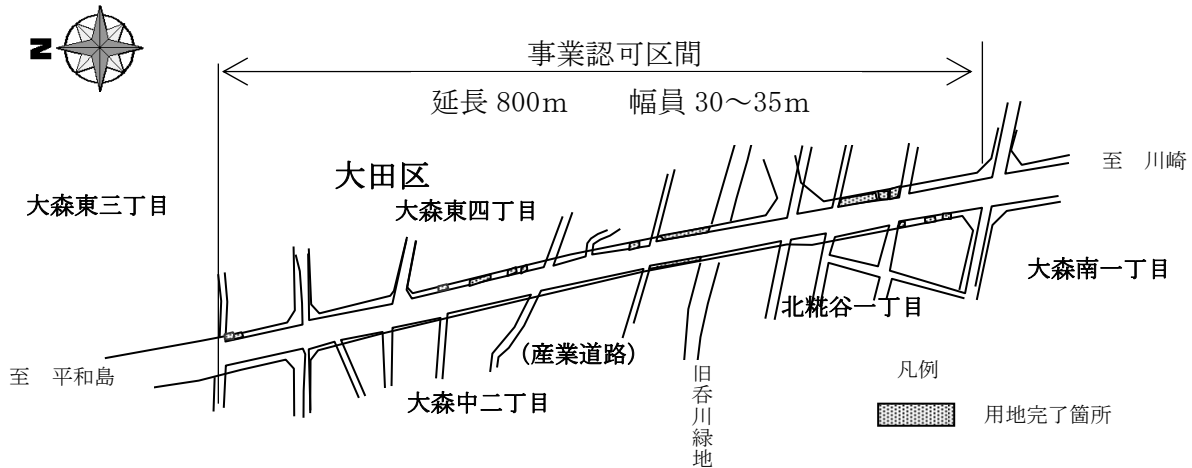 N
事業認可区間
延長 800m 幅員 30～35m
大田区
至 川崎
大森東三丁目
大森東四丁目
大森南一丁目
北糀谷一丁目
(産業道路)
至 平和島
大森中二丁目
旧呑川緑地
凡例
用地完了箇所